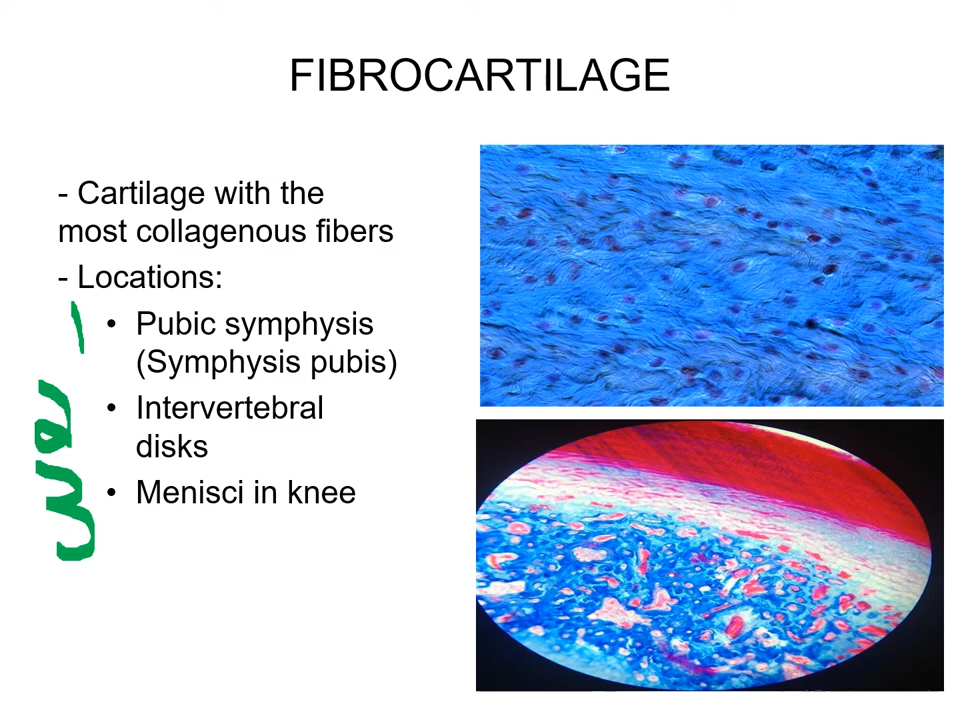 FIBROCARTILAGE
- Cartilage with the
most collagenous fibers
- Locations:
• Pubic symphysis
(Symphysis pubis)
• Intervertebral
disks
• Menisci in knee